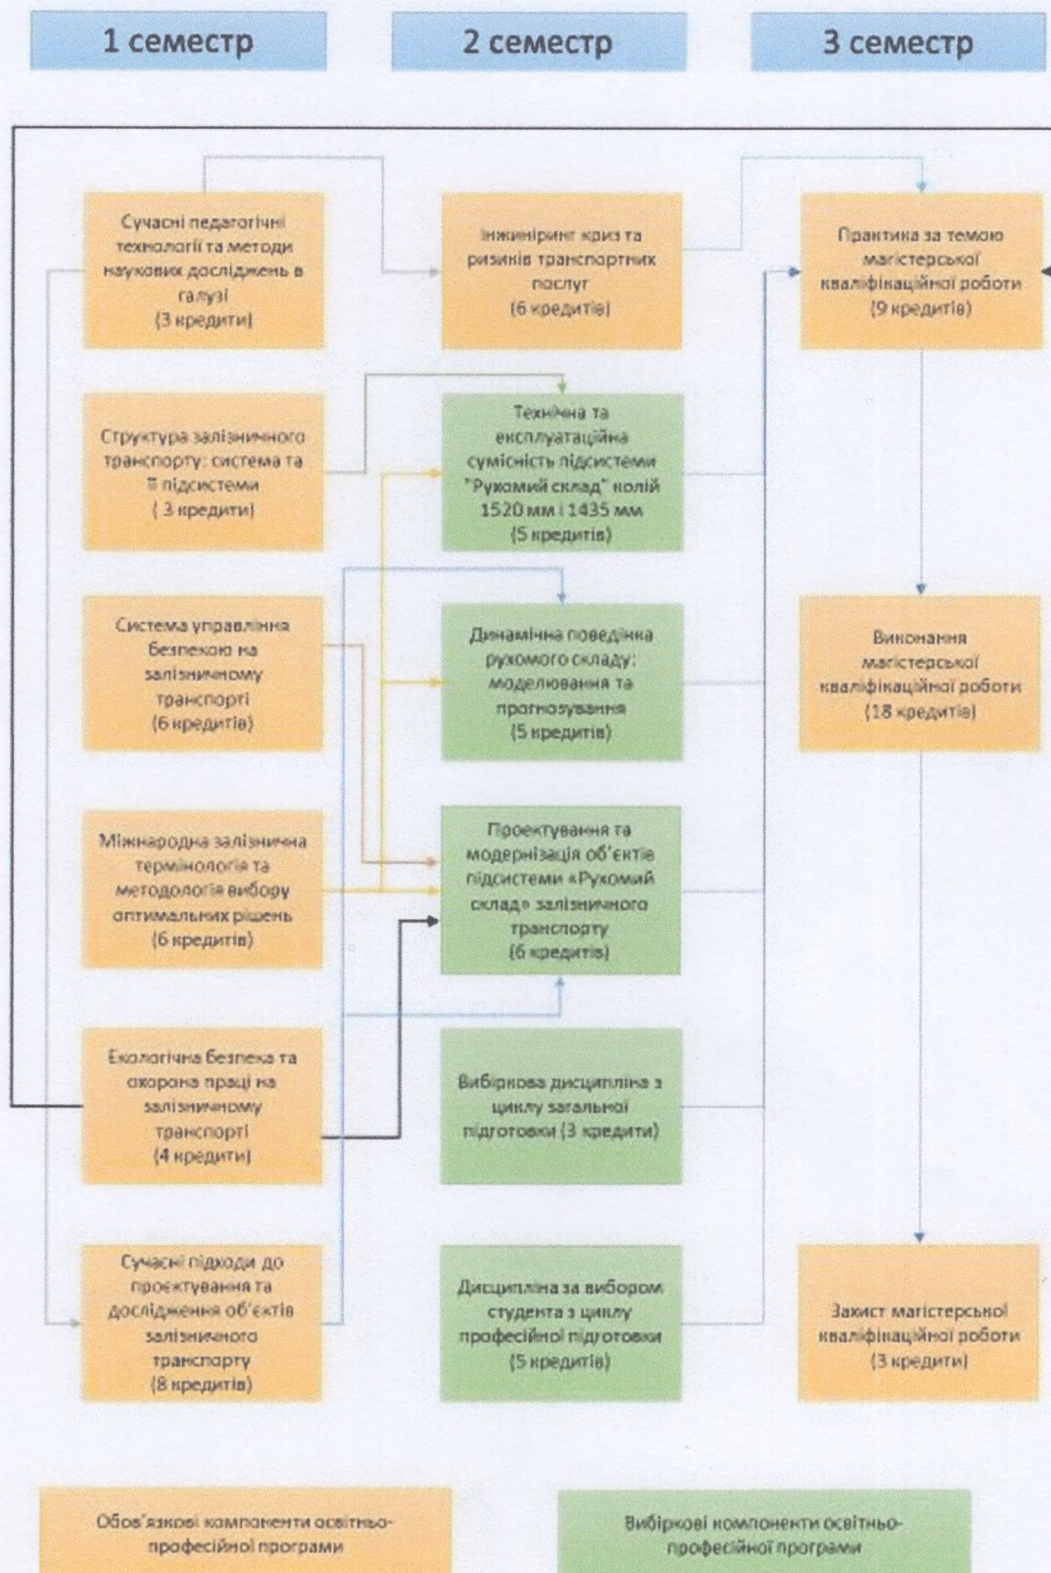 1 семестр
2 семестр
3 семестр
Сучасні педагогічні
технології та методи
наукових досліджень в
галузі
(3 кредити)
Інжиніринг криз та
ризиків транспортних
послуг
(6 кредитів)
Практика за темою
магістерської
кваліфікаційної роботи
(9 кредитів)
Структура залізничного
транспорту: система та
її підсистеми
( 3 кредити)
Технічна та
експлуатаційна
сумісність підсистеми
"Рухомий склад" колій
1520 мм і 1435 мм
(5 кредитів)
Система управління
безпекою на
залізничному
транспорті
(6 кредитів)
Динамічна поведінка
рухомого складу:
моделювання та
прогнозування
(5 кредитів)
Виконання
магістерської
кваліфікаційної роботи
(18 кредитів)
Міжнародна залізнична
термінологія та
методологія вибору
оптимальних рішень
(6 кредитів)
Проектування та
модернізація об'єктів
підсистеми «Рухомий
склад» залізничного
транспорту
(6 кредитів)
Екологічна безпека та
охорона праці на
залізничному
транспорті
(4 кредити)
Вибіркова дисципліна з
циклу загальної
підготовки (3 кредити)
Сучасні підходи до
проєктування та
дослідження об'єктів
залізничного
транспорту
(8 кредитів)
Дисципліна за вибором
студента з циклу
професійної підготовки
(5 кредитів)
Захист магістерської
кваліфікаційної роботи
(3 кредити)
Обов'язкові компоненти освітньо-
професійної програми
Вибіркові компоненти освітньо-
професійної програми